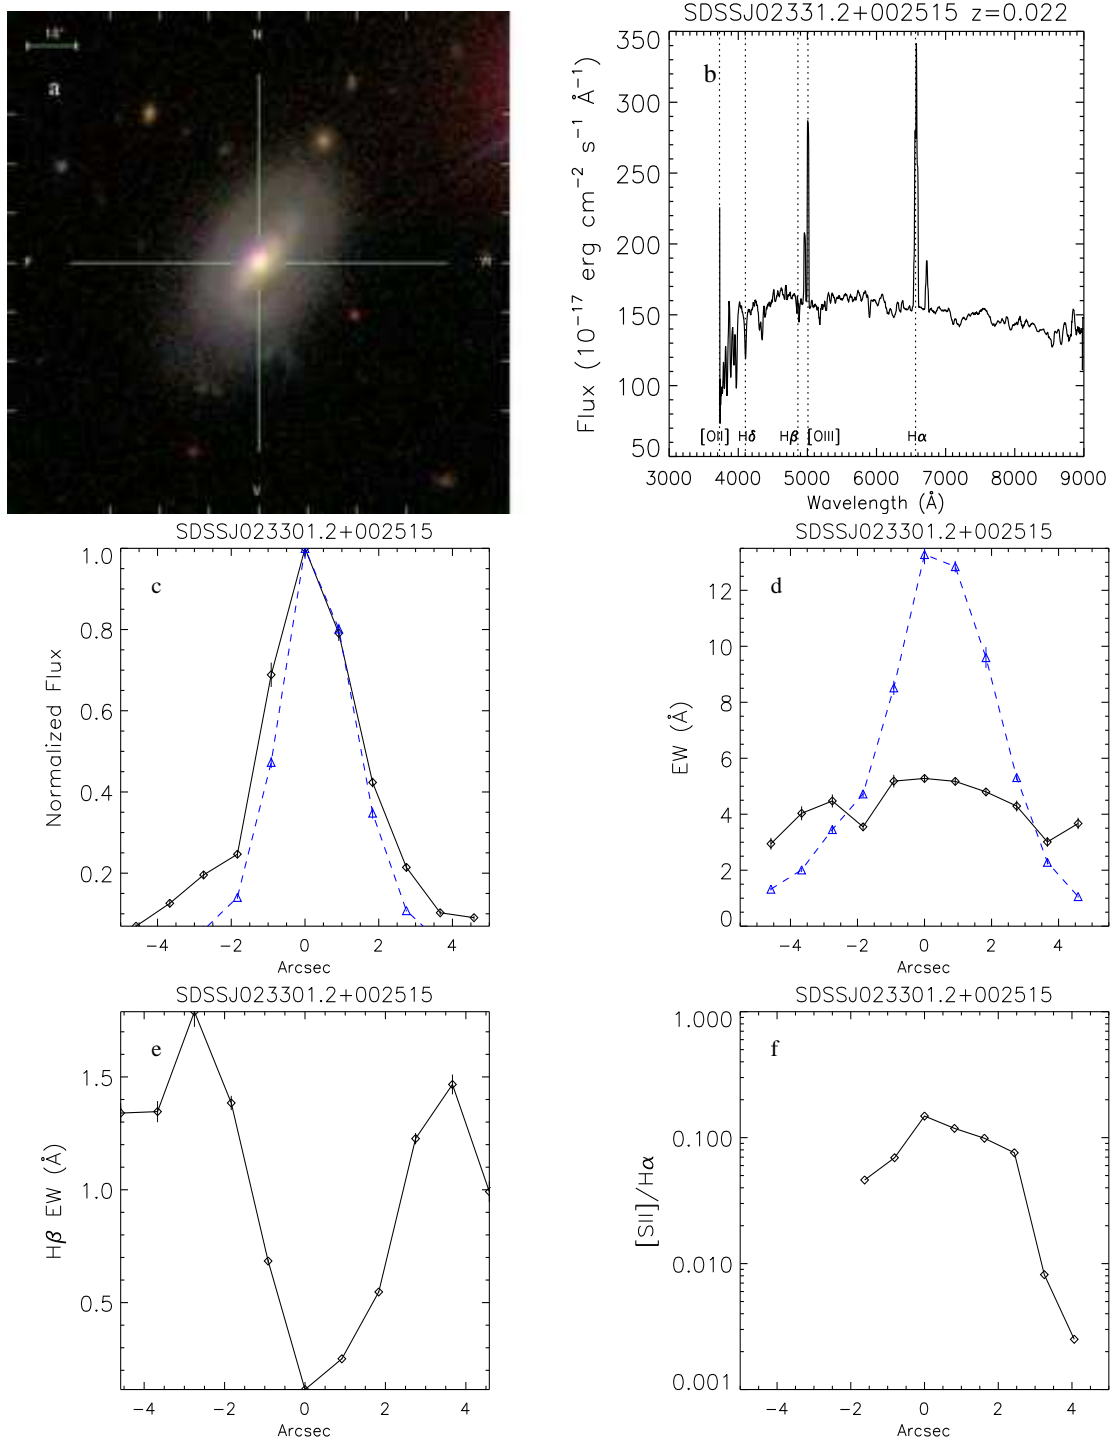 SDSSJ02331.2+002515 z=0.022
a
N
b
350
300
250
200
150
100
50
Flux (10⁻¹⁷ erg cm⁻² s⁻¹ Å⁻¹)
[OII] Hδ Hβ [OIII] Hα
3000 4000 5000 6000 7000 8000 9000
Wavelength (Å)
SDSSJ023301.2+002515
c
1.0
0.8
0.6
0.4
0.2
Normalized Flux
-4 -2 0 2 4
Arcsec
SDSSJ023301.2+002515
d
12
10
8
6
4
2
0
EW (Å)
-4 -2 0 2 4
Arcsec
SDSSJ023301.2+002515
e
1.5
1.0
0.5
Hβ EW (Å)
-4 -2 0 2 4
Arcsec
SDSSJ023301.2+002515
f
1.000
0.100
0.010
0.001
[SII]/Hα
-4 -2 0 2 4
Arcsec